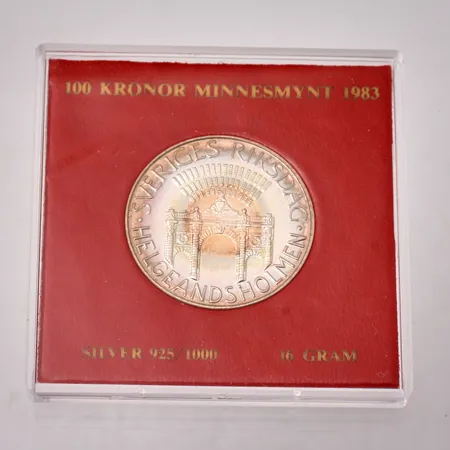 100 KRONOR MINNESMYNT 1983
· SVERIGES RIKSDAG ·
HELGEANDSHOLMEN
SILVER 925/1000 16 GRAM